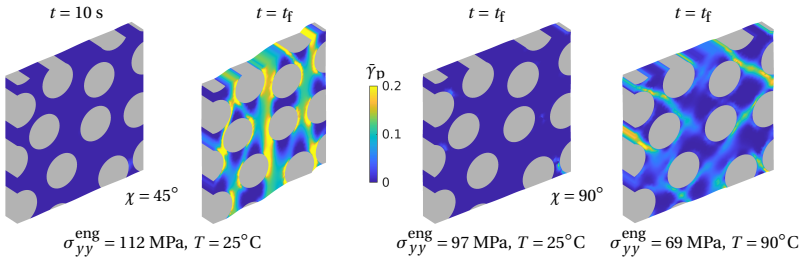 t = 10 s
t = t_f
t = t_f
t = t_f
γ̄_p
0.2
0.1
0
χ = 45°
χ = 90°
σ_yy^eng = 112 MPa, T = 25°C
σ_yy^eng = 97 MPa, T = 25°C
σ_yy^eng = 69 MPa, T = 90°C